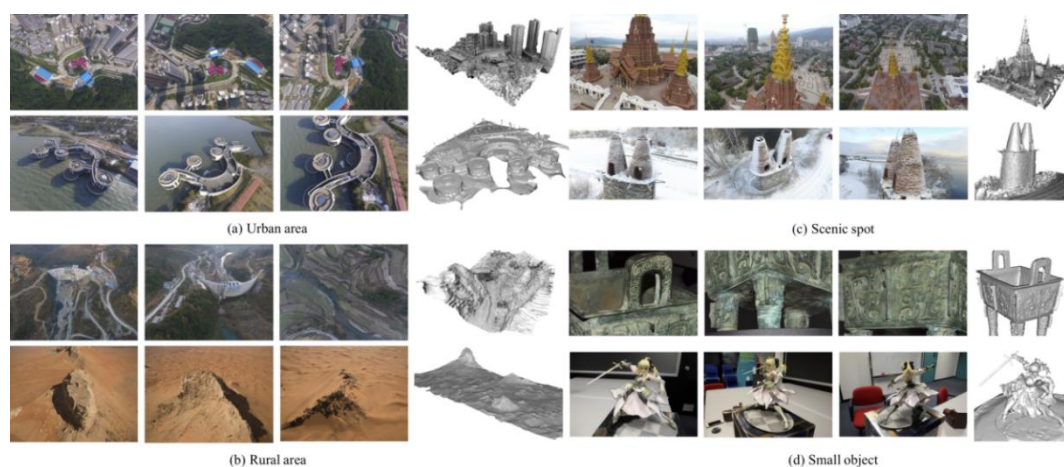 (a) Urban area
(c) Scenic spot
(b) Rural area
(d) Small object